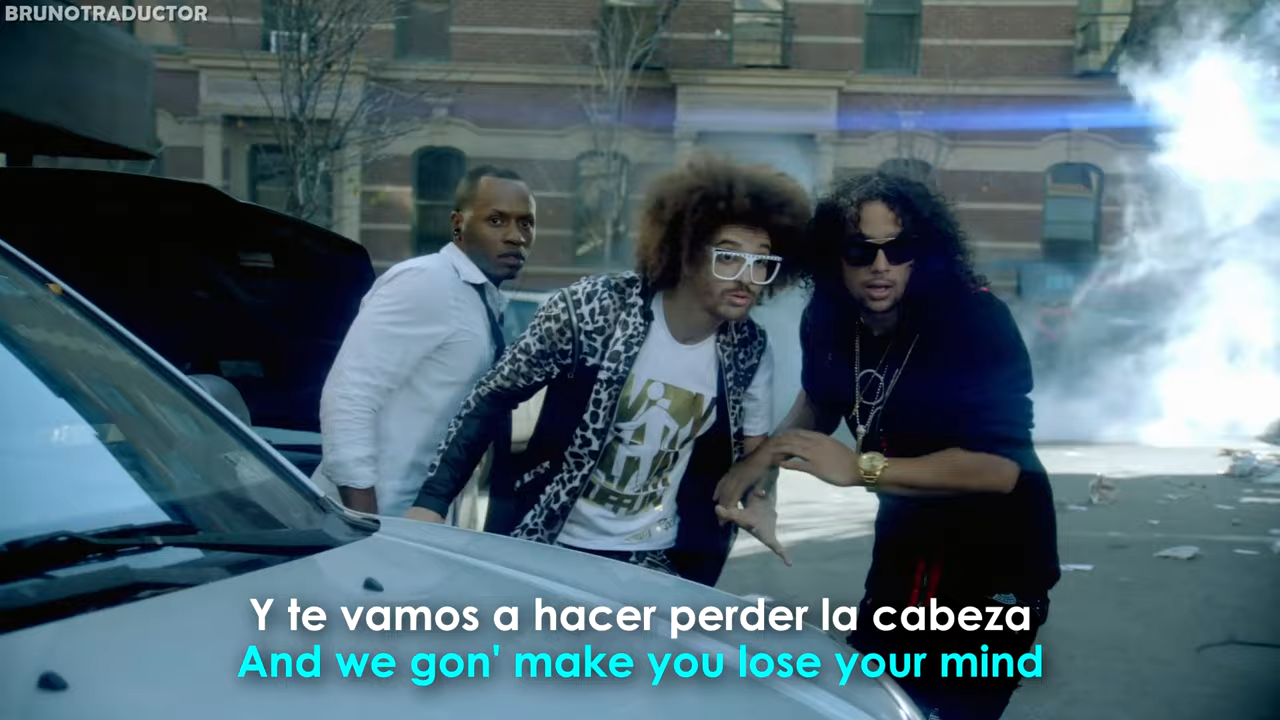 BRUNOTRADUCTOR
Y te vamos a hacer perder la cabeza
And we gon' make you lose your mind